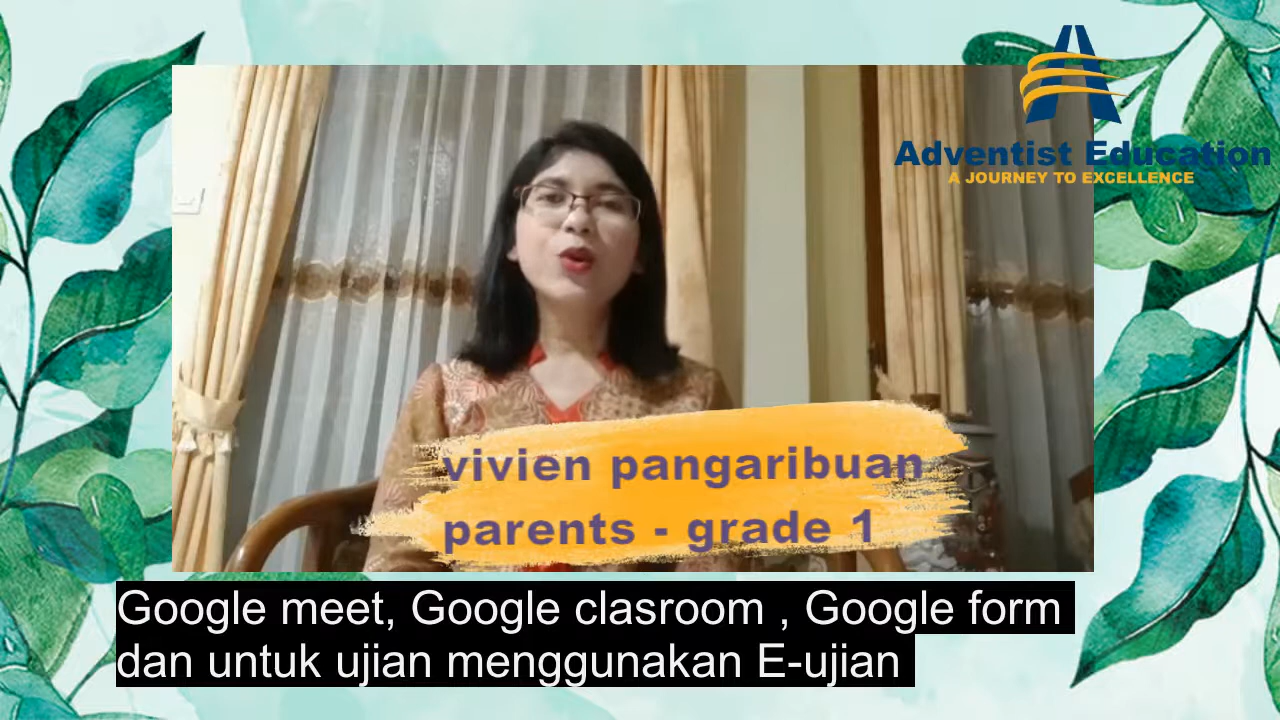 Adventist Education
A JOURNEY TO EXCELLENCE
vivien pangaribuan
parents - grade 1
Google meet, Google clasroom , Google form
dan untuk ujian menggunakan E-ujian